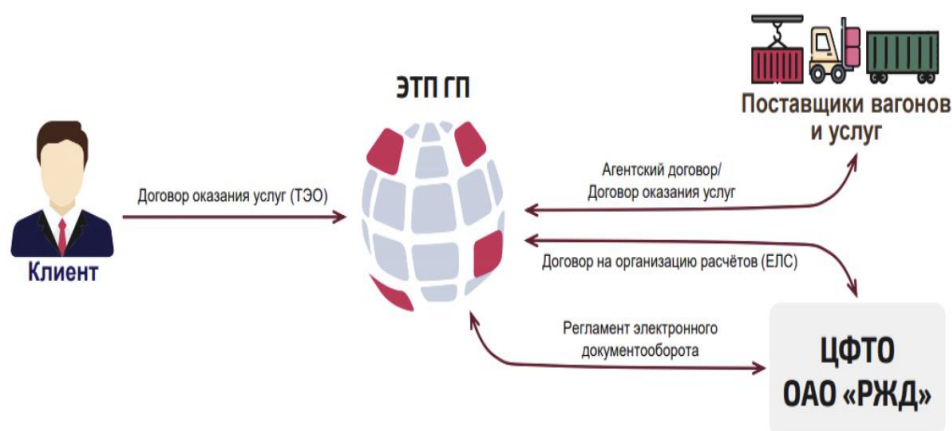 ЭТП ГП
Поставщики вагонов
и услуг
Договор оказания услуг (ТЭО)
Клиент
Агентский договор/
Договор оказания услуг
Договор на организацию расчётов (ЕЛС)
Регламент электронного
документооборота
ЦФТО
ОАО «РЖД»